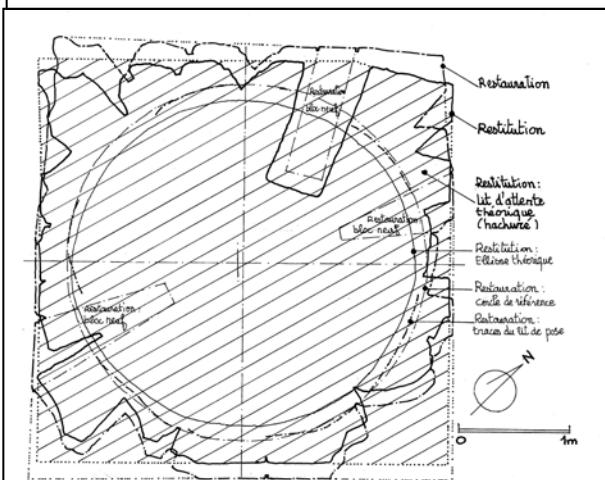 Restauration
Restitution
Restitution :
lit d'attente
théorique
(hachuré)
Restitution :
Ellisse théorique
Restauration :
cercle de référence
Restauration :
traces du lit de pose
Restauration
bloc neuf
Restauration
bloc neuf
Restauration :
bloc neuf
N
0 1m